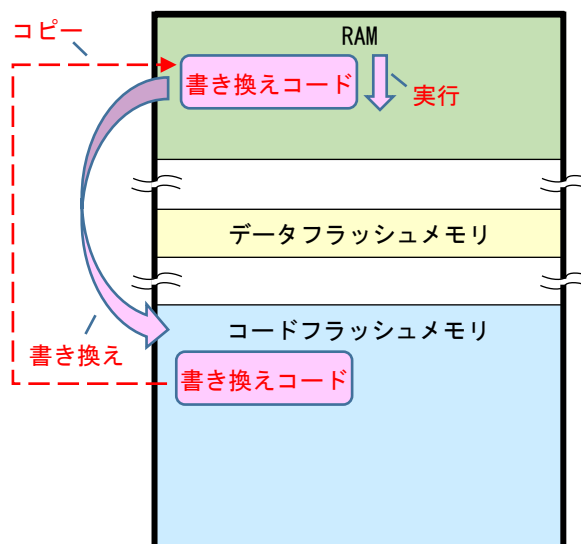 コピー
RAM
書き換えコード
実行
データフラッシュメモリ
コードフラッシュメモリ
書き換え
書き換えコード